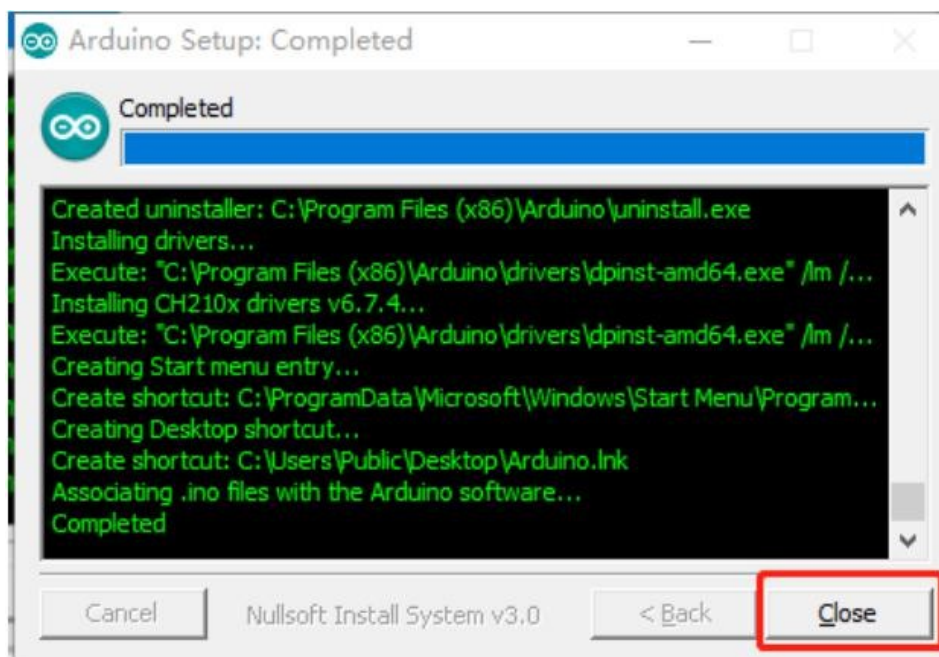 Arduino Setup: Completed
Completed
Created uninstaller: C:\Program Files (x86)\Arduino\uninstall.exe
Installing drivers...
Execute: "C:\Program Files (x86)\Arduino\drivers\dpinst-amd64.exe" /lm /...
Installing CH210x drivers v6.7.4...
Execute: "C:\Program Files (x86)\Arduino\drivers\dpinst-amd64.exe" /lm /...
Creating Start menu entry...
Create shortcut: C:\ProgramData\Microsoft\Windows\Start Menu\Program...
Creating Desktop shortcut...
Create shortcut: C:\Users\Public\Desktop\Arduino.lnk
Associating .ino files with the Arduino software...
Completed
Cancel Nullsoft Install System v3.0 < Back Close